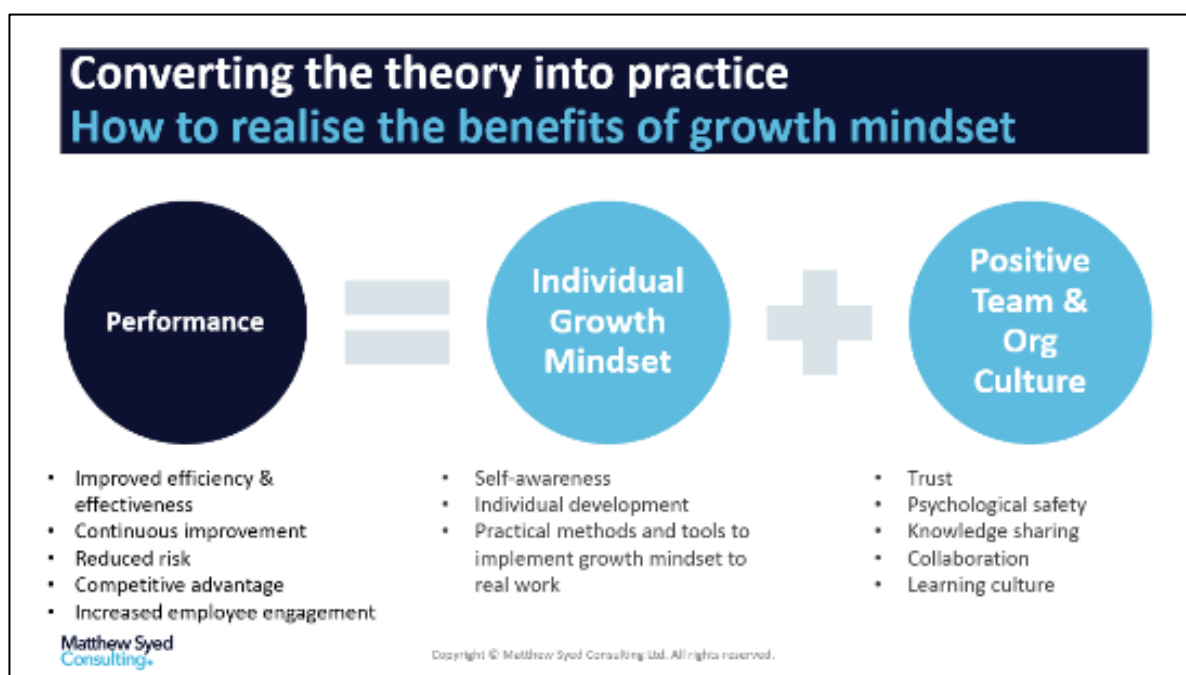 Converting the theory into practice
How to realise the benefits of growth mindset
Performance
Individual
Growth
Mindset
Positive
Team &
Org
Culture
• Improved efficiency &
effectiveness
• Continuous improvement
• Reduced risk
• Competitive advantage
• Increased employee engagement
• Self-awareness
• Individual development
• Practical methods and tools to
implement growth mindset to
real work
• Trust
• Psychological safety
• Knowledge sharing
• Collaboration
• Learning culture
Matthew Syed
Consulting+
Copyright © Matthew Syed Consulting Ltd. All rights reserved.